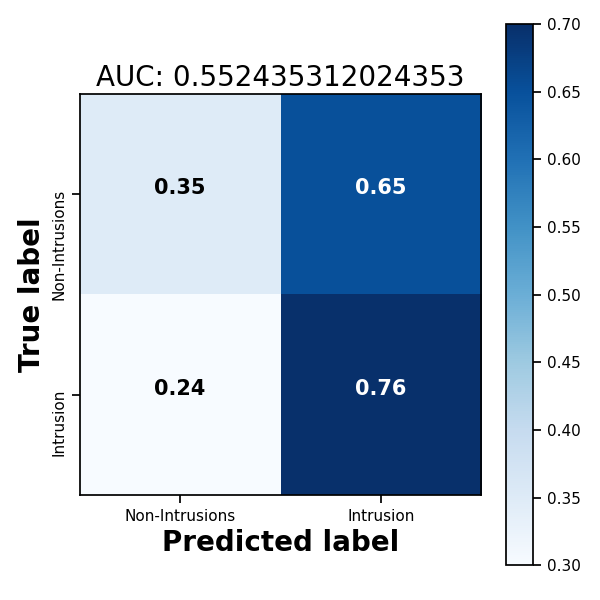 AUC: 0.552435312024353
True label
Non-Intrusions
Intrusion
0.35
0.65
0.24
0.76
Non-Intrusions
Intrusion
Predicted label
0.70
0.65
0.60
0.55
0.50
0.45
0.40
0.35
0.30